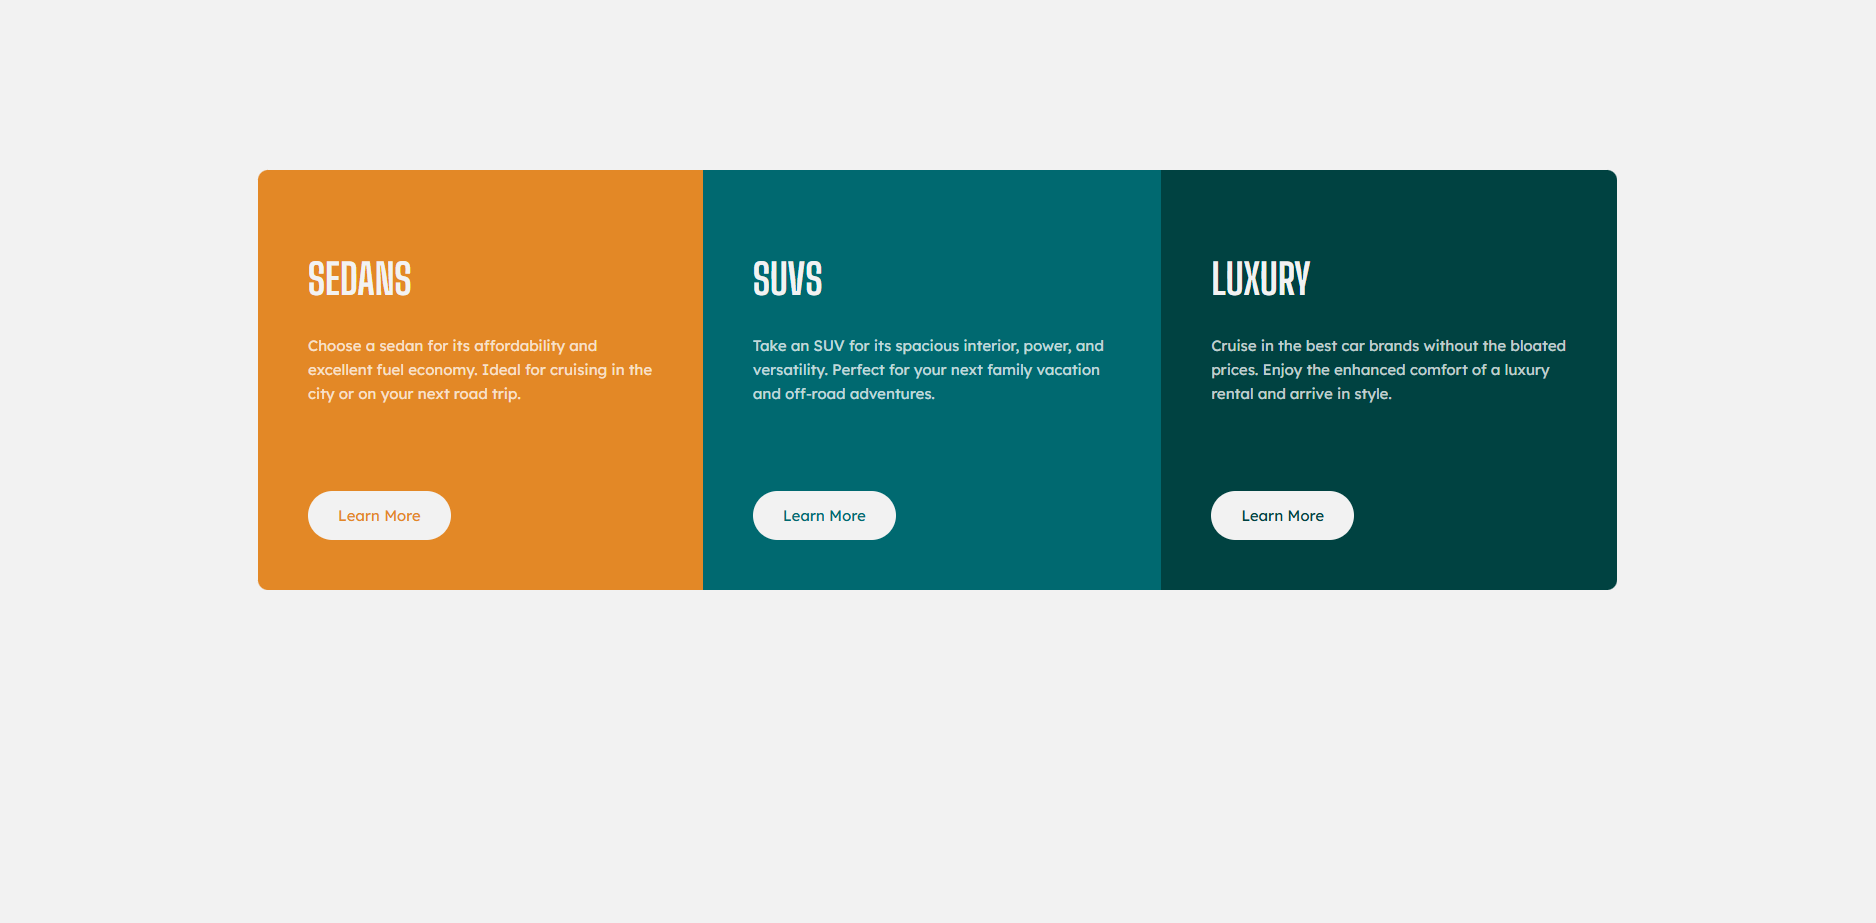 SEDANS
Choose a sedan for its affordability and
excellent fuel economy. Ideal for cruising in the
city or on your next road trip.
Learn More
SUVS
Take an SUV for its spacious interior, power, and
versatility. Perfect for your next family vacation
and off-road adventures.
Learn More
LUXURY
Cruise in the best car brands without the bloated
prices. Enjoy the enhanced comfort of a luxury
rental and arrive in style.
Learn More